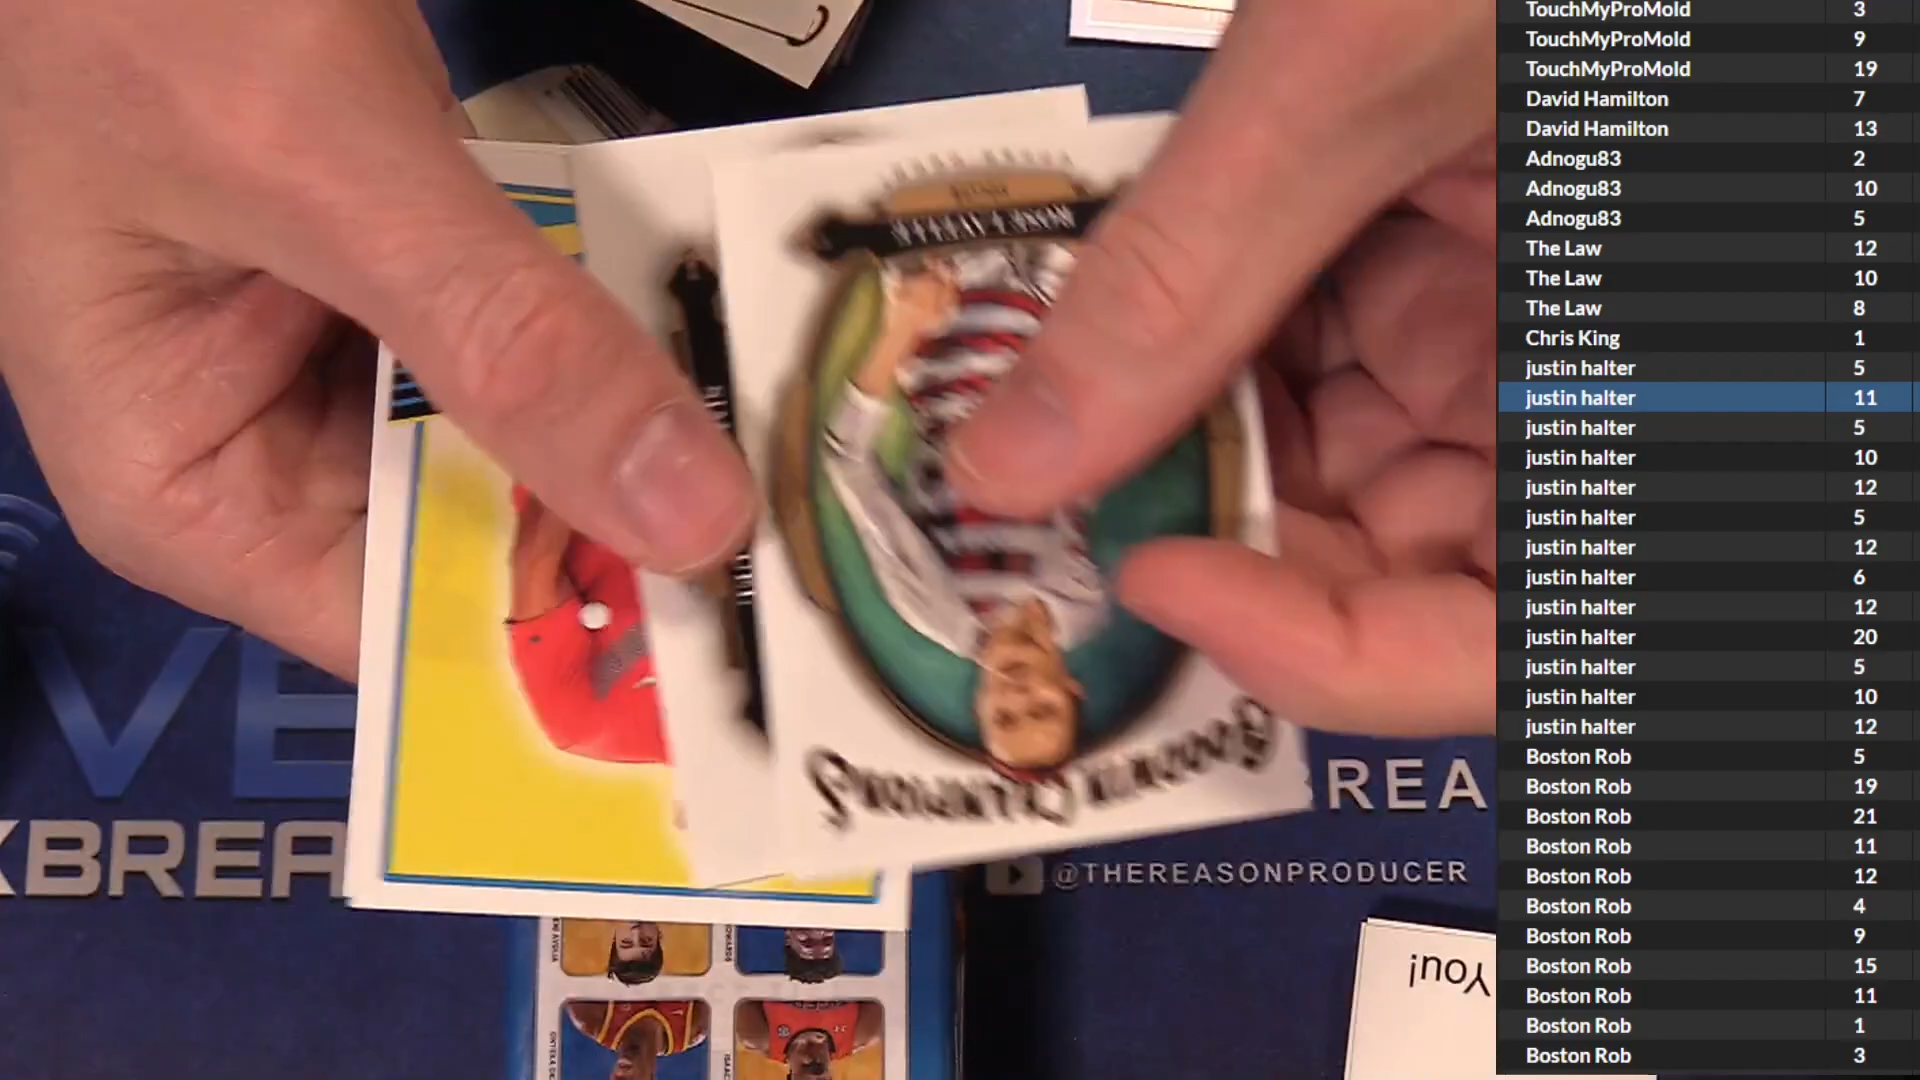 TouchMyProMold 3
TouchMyProMold 9
TouchMyProMold 19
David Hamilton 7
David Hamilton 13
Adnogu83 2
Adnogu83 10
Adnogu83 5
The Law 12
The Law 10
The Law 8
Chris King 1
justin halter 5
justin halter 11
justin halter 5
justin halter 10
justin halter 12
justin halter 5
justin halter 12
justin halter 6
justin halter 12
justin halter 20
justin halter 5
justin halter 10
justin halter 12
Boston Rob 5
Boston Rob 19
Boston Rob 21
Boston Rob 11
Boston Rob 12
Boston Rob 4
Boston Rob 9
Boston Rob 15
Boston Rob 11
Boston Rob 1
Boston Rob 3
Goodwin Champions
VE
KBREA
BREA
@THEREASONPRODUCER
You!